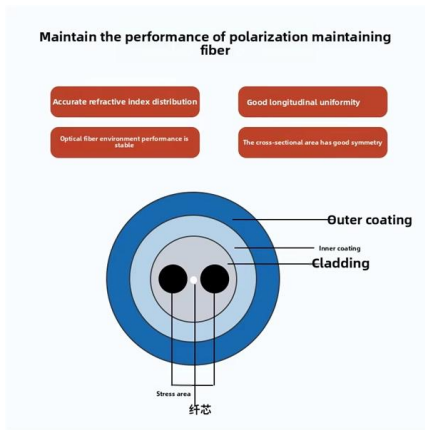 Maintain the performance of polarization maintaining
fiber
Accurate refractive index distribution
Good longitudinal uniformity
Optical fiber environment performance is
stable
The cross-sectional area has good symmetry
Outer coating
Inner coating
Cladding
Stress area
纤芯